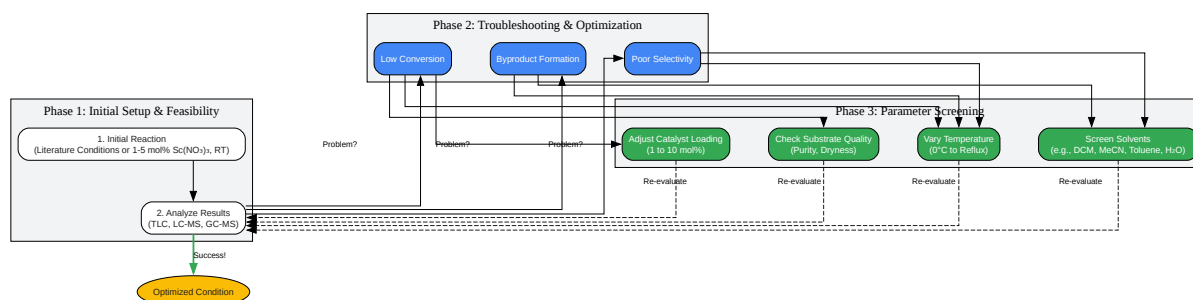 Phase 2: Troubleshooting & Optimization
Low Conversion
Byproduct Formation
Poor Selectivity
Phase 1: Initial Setup & Feasibility
1. Initial Reaction
(Literature Conditions or 1-5 mol% Sc(NO₃)₃, RT)
Problem?
Problem?
Problem?
Phase 3: Parameter Screening
Adjust Catalyst Loading
(1 to 10 mol%)
Check Substrate Quality
(Purity, Dryness)
Vary Temperature
(0°C to Reflux)
Screen Solvents
(e.g., DCM, MeCN, Toluene, H₂O)
Re-evaluate
Re-evaluate
Re-evaluate
Re-evaluate
2. Analyze Results
(TLC, LC-MS, GC-MS)
Success!
Optimized Condition